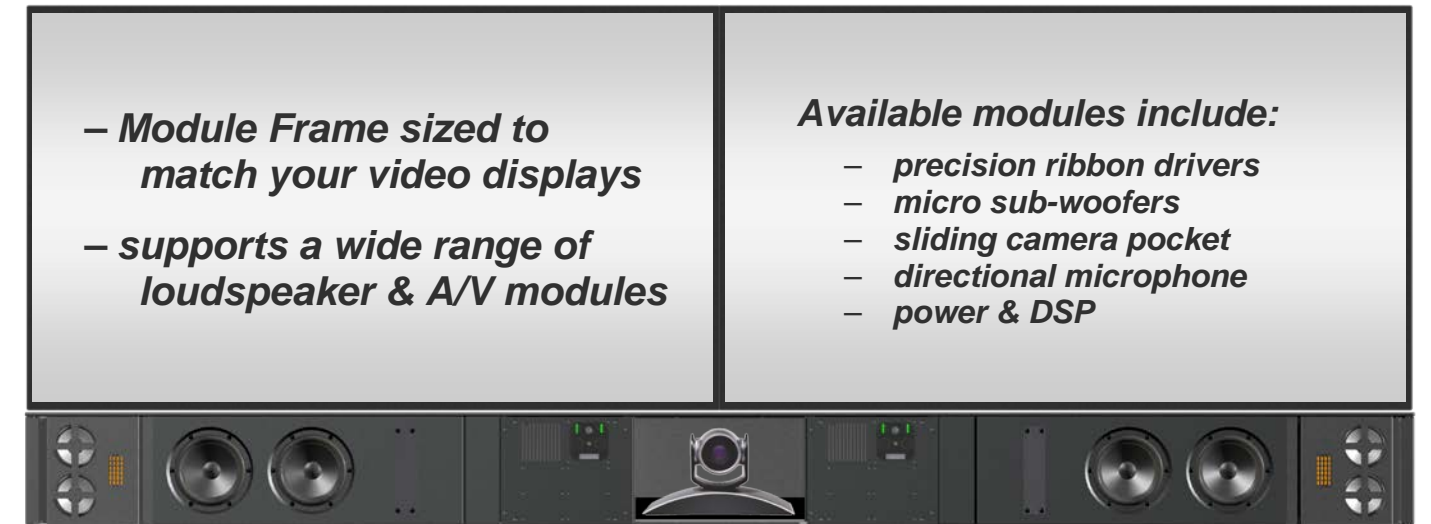 – Module Frame sized to
match your video displays
– supports a wide range of
loudspeaker & A/V modules
Available modules include:
– precision ribbon drivers
– micro sub-woofers
– sliding camera pocket
– directional microphone
– power & DSP